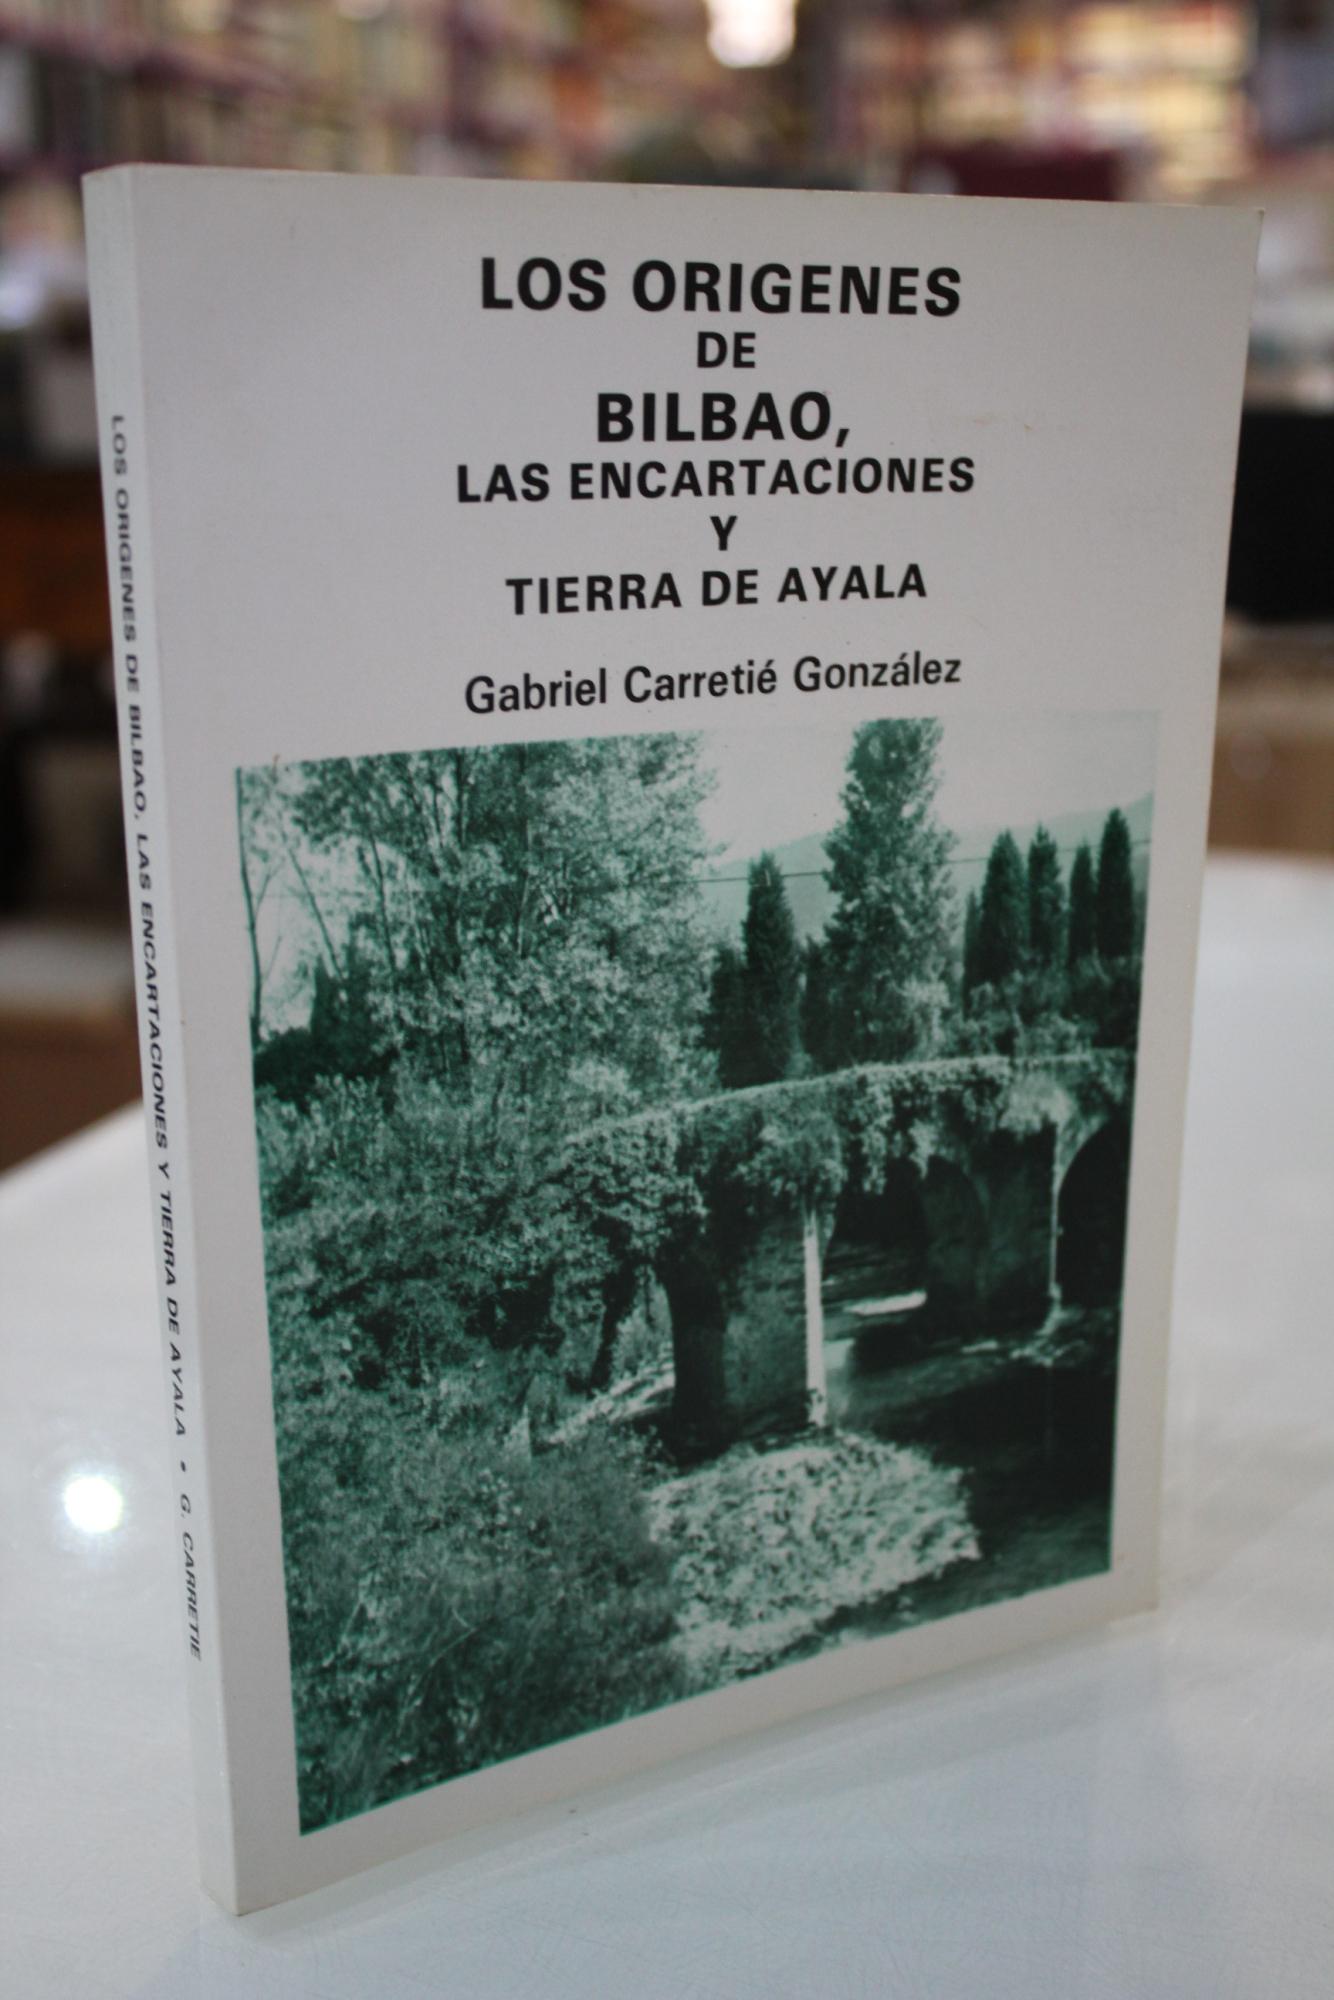 LOS ORIGENES
DE
BILBAO,
LAS ENCARTACIONES
Y
TIERRA DE AYALA
Gabriel Carretié González
LOS ORIGENES DE BILBAO, LAS ENCARTACIONES Y TIERRA DE AYALA • G. CARRETIE